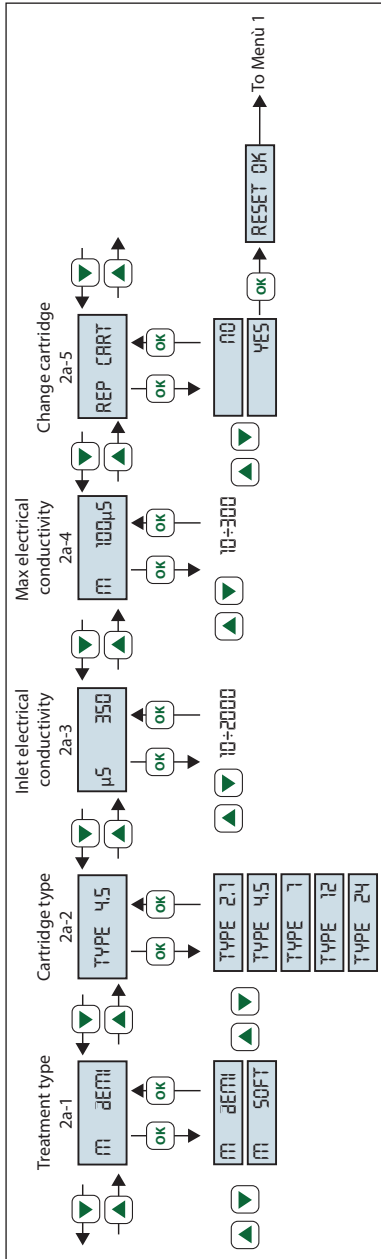 Treatment type
2a-1
M dEMI
OK
OK
M dEMI
M SOFT
Cartridge type
2a-2
TYPE 4.5
OK
OK
TYPE 2.7
TYPE 4.5
TYPE 7
TYPE 12
TYPE 24
Inlet electrical
conductivity
2a-3
µS 350
OK
OK
10÷2000
Max electrical
conductivity
2a-4
M 100µS
OK
OK
10÷300
Change cartridge
2a-5
REP CART
OK
OK
NO
YES
OK
RESET OK
To Menù 1